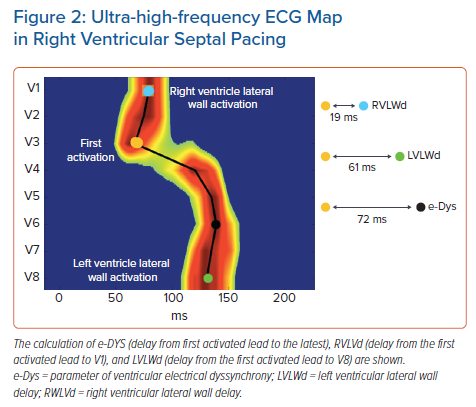 Figure 2: Ultra-high-frequency ECG Map
in Right Ventricular Septal Pacing
V1
V2
V3
V4
V5
V6
V7
V8
Right ventricle lateral
wall activation
First
activation
Left ventricle lateral
wall activation
0 50 100 150 200
ms
RVLWd
19 ms
LVLWd
61 ms
e-Dys
72 ms
The calculation of e-DYS (delay from first activated lead to the latest), RVLVd (delay from the first
activated lead to V1), and LVLWd (delay from the first activated lead to V8) are shown.
e-Dys = parameter of ventricular electrical dyssynchrony; LVLWd = left ventricular lateral wall
delay; RWLVd = right ventricular lateral wall delay.